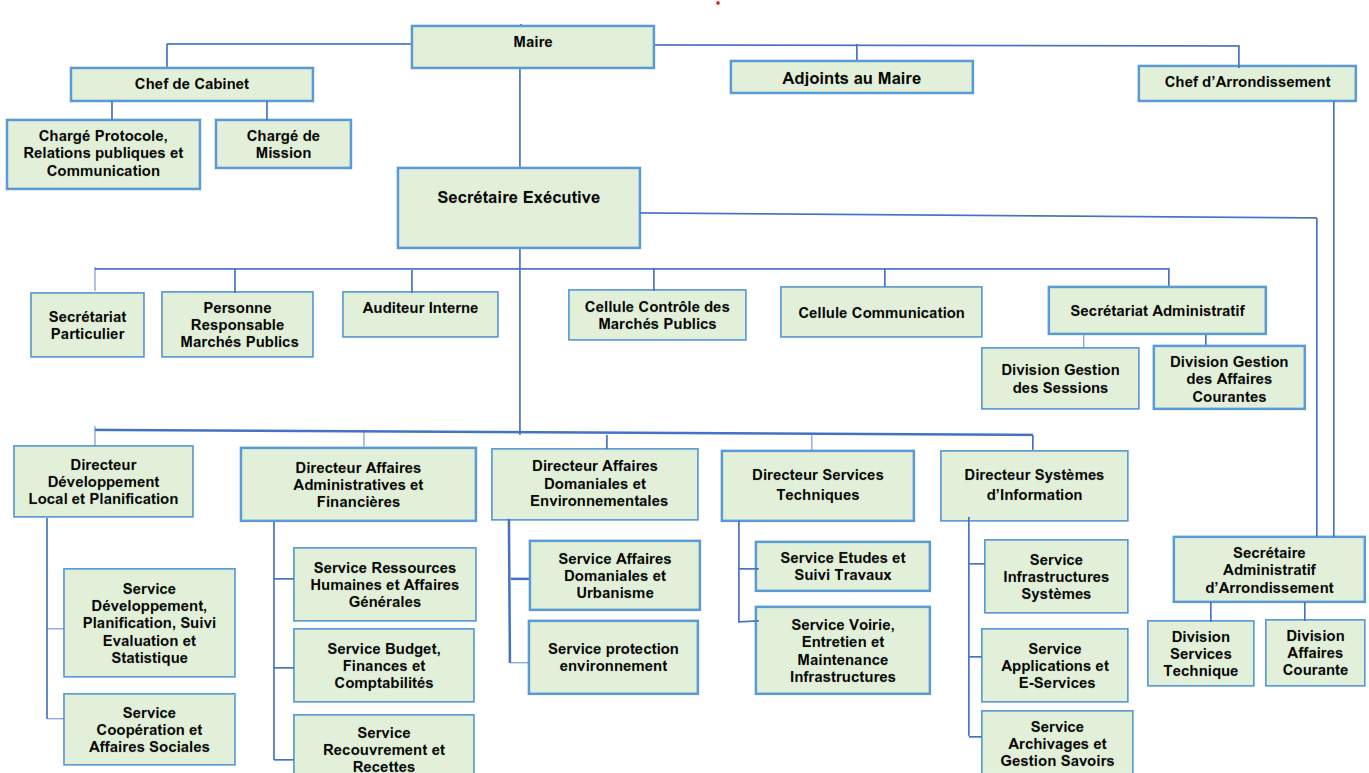 Maire
Chef de Cabinet
Adjoints au Maire
Chef d'Arrondissement
Chargé Protocole,
Relations publiques et
Communication
Chargé de
Mission
Secrétaire Exécutive
Secrétariat
Particulier
Personne
Responsable
Marchés Publics
Auditeur Interne
Cellule Contrôle des
Marchés Publics
Cellule Communication
Secrétariat Administratif
Division Gestion
des Sessions
Division Gestion
des Affaires
Courantes
Directeur
Développement
Local et Planification
Directeur Affaires
Administratives et
Financières
Directeur Affaires
Domaniales et
Environnementales
Directeur Services
Techniques
Directeur Systèmes
d'Information
Service
Développement,
Planification, Suivi
Evaluation et
Statistique
Service
Coopération et
Affaires Sociales
Service Ressources
Humaines et Affaires
Générales
Service Budget,
Finances et
Comptabilités
Service
Recouvrement et
Recettes
Service Affaires
Domaniales et
Urbanisme
Service protection
environnement
Service Etudes et
Suivi Travaux
Service Voirie,
Entretien et
Maintenance
Infrastructures
Service
Infrastructures
Systèmes
Service
Applications et
E-Services
Service
Archivages et
Gestion Savoirs
Secrétaire
Administratif
d'Arrondissement
Division
Services
Technique
Division
Affaires
Courante